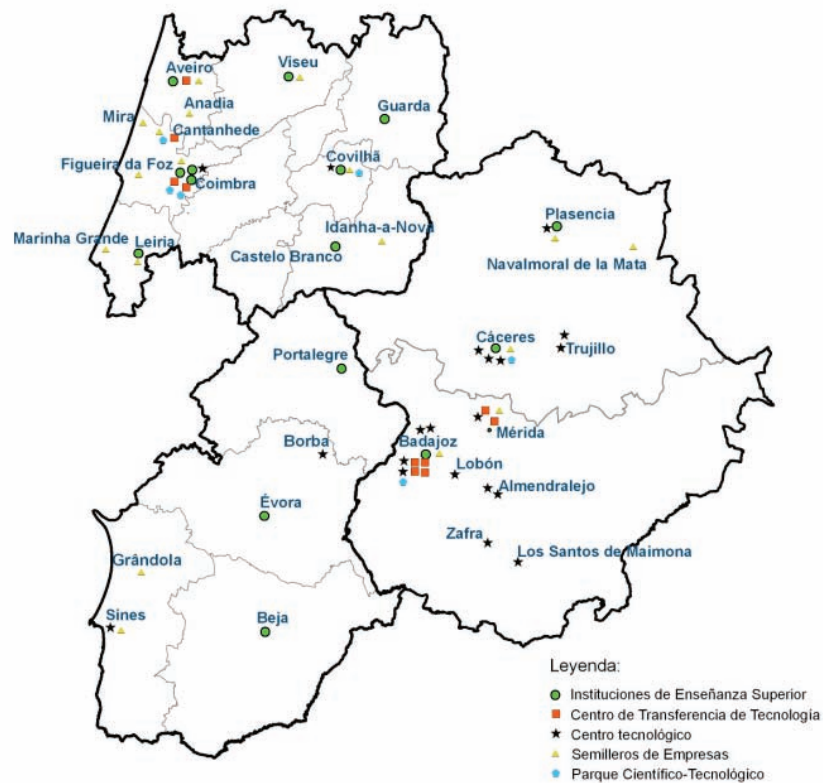 Aveiro
Viseu
Anadia
Guarda
Mira
Cantanhede
Figueira da Foz
Covilhã
Coimbra
Plasencia
Idanha-a-Nova
Marinha Grande
Leiria
Castelo Branco
Navalmoral de la Mata
Cáceres
Trujillo
Portalegre
Mérida
Borba
Badajoz
Lobón
Almendralejo
Évora
Zafra
Los Santos de Maimona
Grândola
Sines
Beja
Leyenda:
Instituciones de Enseñanza Superior
Centro de Transferencia de Tecnología
Centro tecnológico
Semilleros de Empresas
Parque Científico-Tecnológico